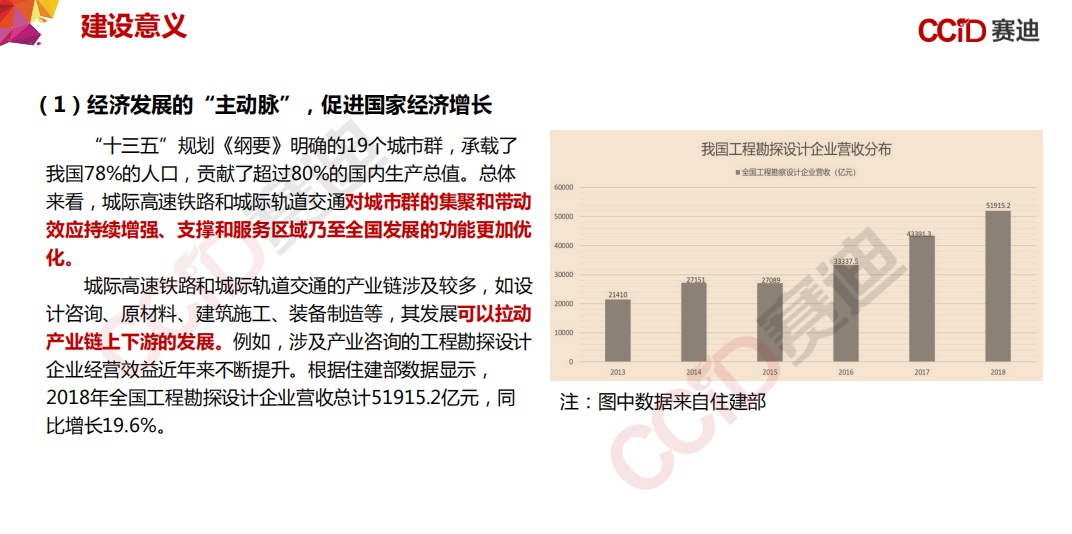 建设意义
CCiD 赛迪
（1）经济发展的“主动脉”，促进国家经济增长
“十三五”规划《纲要》明确的19个城市群，承载了
我国78%的人口，贡献了超过80%的国内生产总值。总体
来看，城际高速铁路和城际轨道交通对城市群的集聚和带动
效应持续增强、支撑和服务区域乃至全国发展的功能更加优
化。
城际高速铁路和城际轨道交通的产业链涉及较多，如设
计咨询、原材料、建筑施工、装备制造等，其发展可以拉动
产业链上下游的发展。例如，涉及产业咨询的工程勘探设计
企业经营效益近年来不断提升。根据住建部数据显示，
2018年全国工程勘探设计企业营收总计51915.2亿元，同
比增长19.6%。
我国工程勘探设计企业营收分布
全国工程勘察设计企业营收（亿元）
60000
50000
40000
30000
20000
10000
0
21410
27151
27089
33337.5
43391.3
51915.2
2013
2014
2015
2016
2017
2018
注：图中数据来自住建部
CCiD 赛迪
CCiD 赛迪